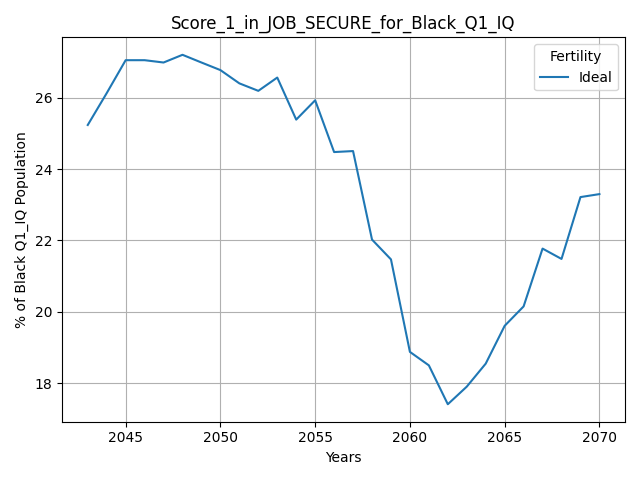 Score_1_in_JOB_SECURE_for_Black_Q1_IQ
Fertility
Ideal
% of Black Q1_IQ Population
26
24
22
20
18
2045 2050 2055 2060 2065 2070
Years